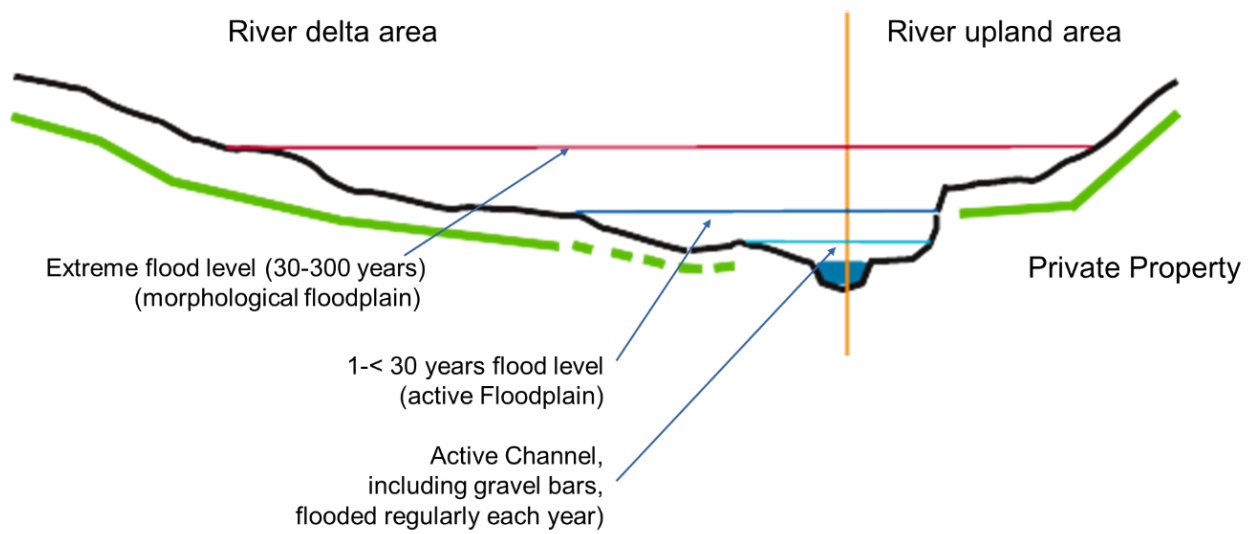 River delta area
River upland area
Extreme flood level (30-300 years)
(morphological floodplain)
Private Property
1-< 30 years flood level
(active Floodplain)
Active Channel,
including gravel bars,
flooded regularly each year)